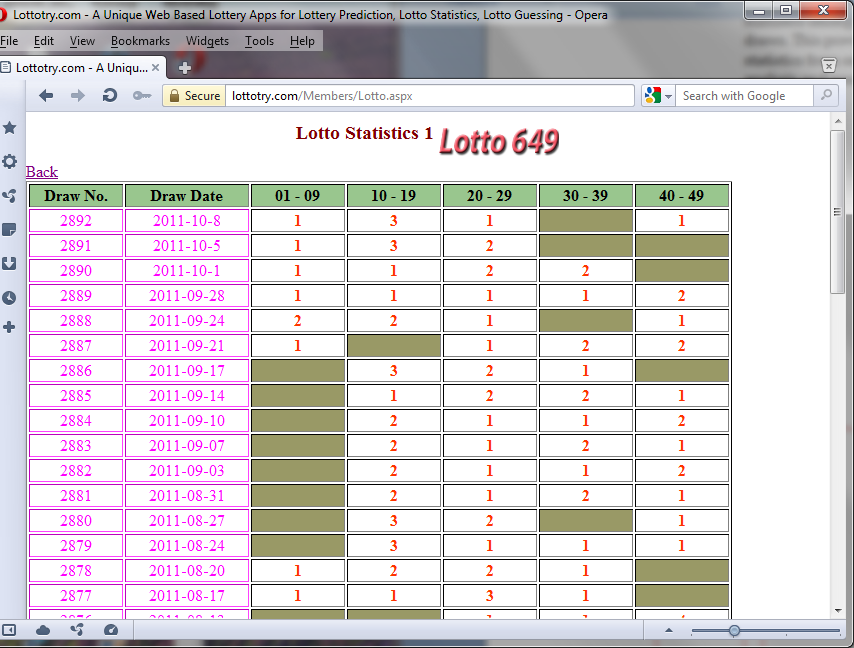 Lottotry.com - A Unique Web Based Lottery Apps for Lottery Prediction, Lotto Statistics, Lotto Guessing - Opera
File Edit View Bookmarks Widgets Tools Help
Lottotry.com - A Uniqu...
Secure lottotry.com/Members/Lotto.aspx Search with Google
Lotto Statistics 1 Lotto 649
Back
Draw No. Draw Date 01 - 09 10 - 19 20 - 29 30 - 39 40 - 49
2892 2011-10-8 1 3 1 1
2891 2011-10-5 1 3 2
2890 2011-10-1 1 1 2 2
2889 2011-09-28 1 1 1 1 2
2888 2011-09-24 2 2 1 1
2887 2011-09-21 1 1 2 2
2886 2011-09-17 3 2 1
2885 2011-09-14 1 2 2 1
2884 2011-09-10 2 1 1 2
2883 2011-09-07 2 1 2 1
2882 2011-09-03 2 1 1 2
2881 2011-08-31 2 1 2 1
2880 2011-08-27 3 2 1
2879 2011-08-24 3 1 1 1
2878 2011-08-20 1 2 2 1
2877 2011-08-17 1 1 3 1